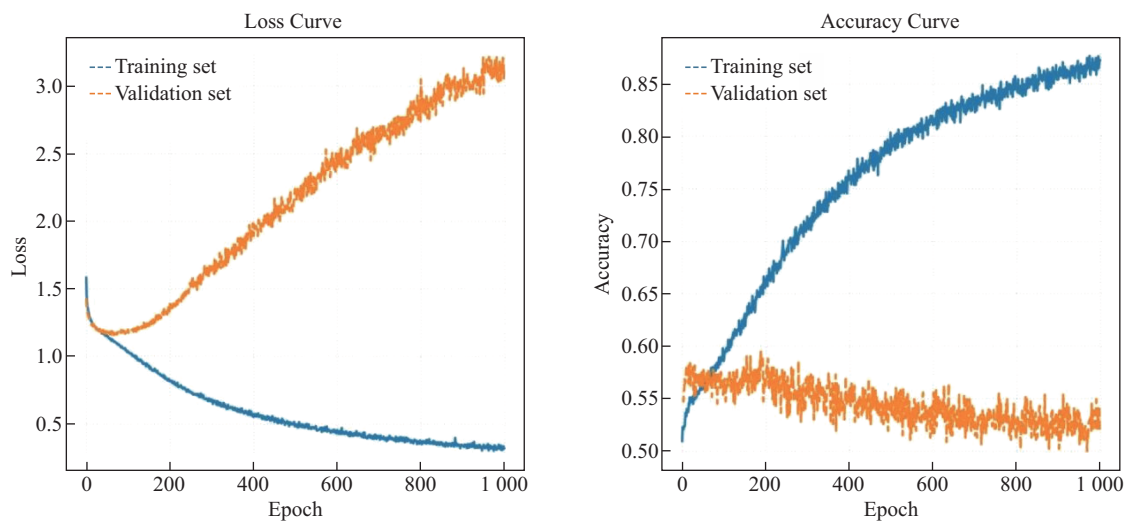 Loss Curve
Training set
Validation set
3.0
2.5
2.0
1.5
1.0
0.5
Loss
0
200
400
600
800
1 000
Epoch
Accuracy Curve
Training set
Validation set
0.85
0.80
0.75
0.70
0.65
0.60
0.55
0.50
Accuracy
0
200
400
600
800
1 000
Epoch